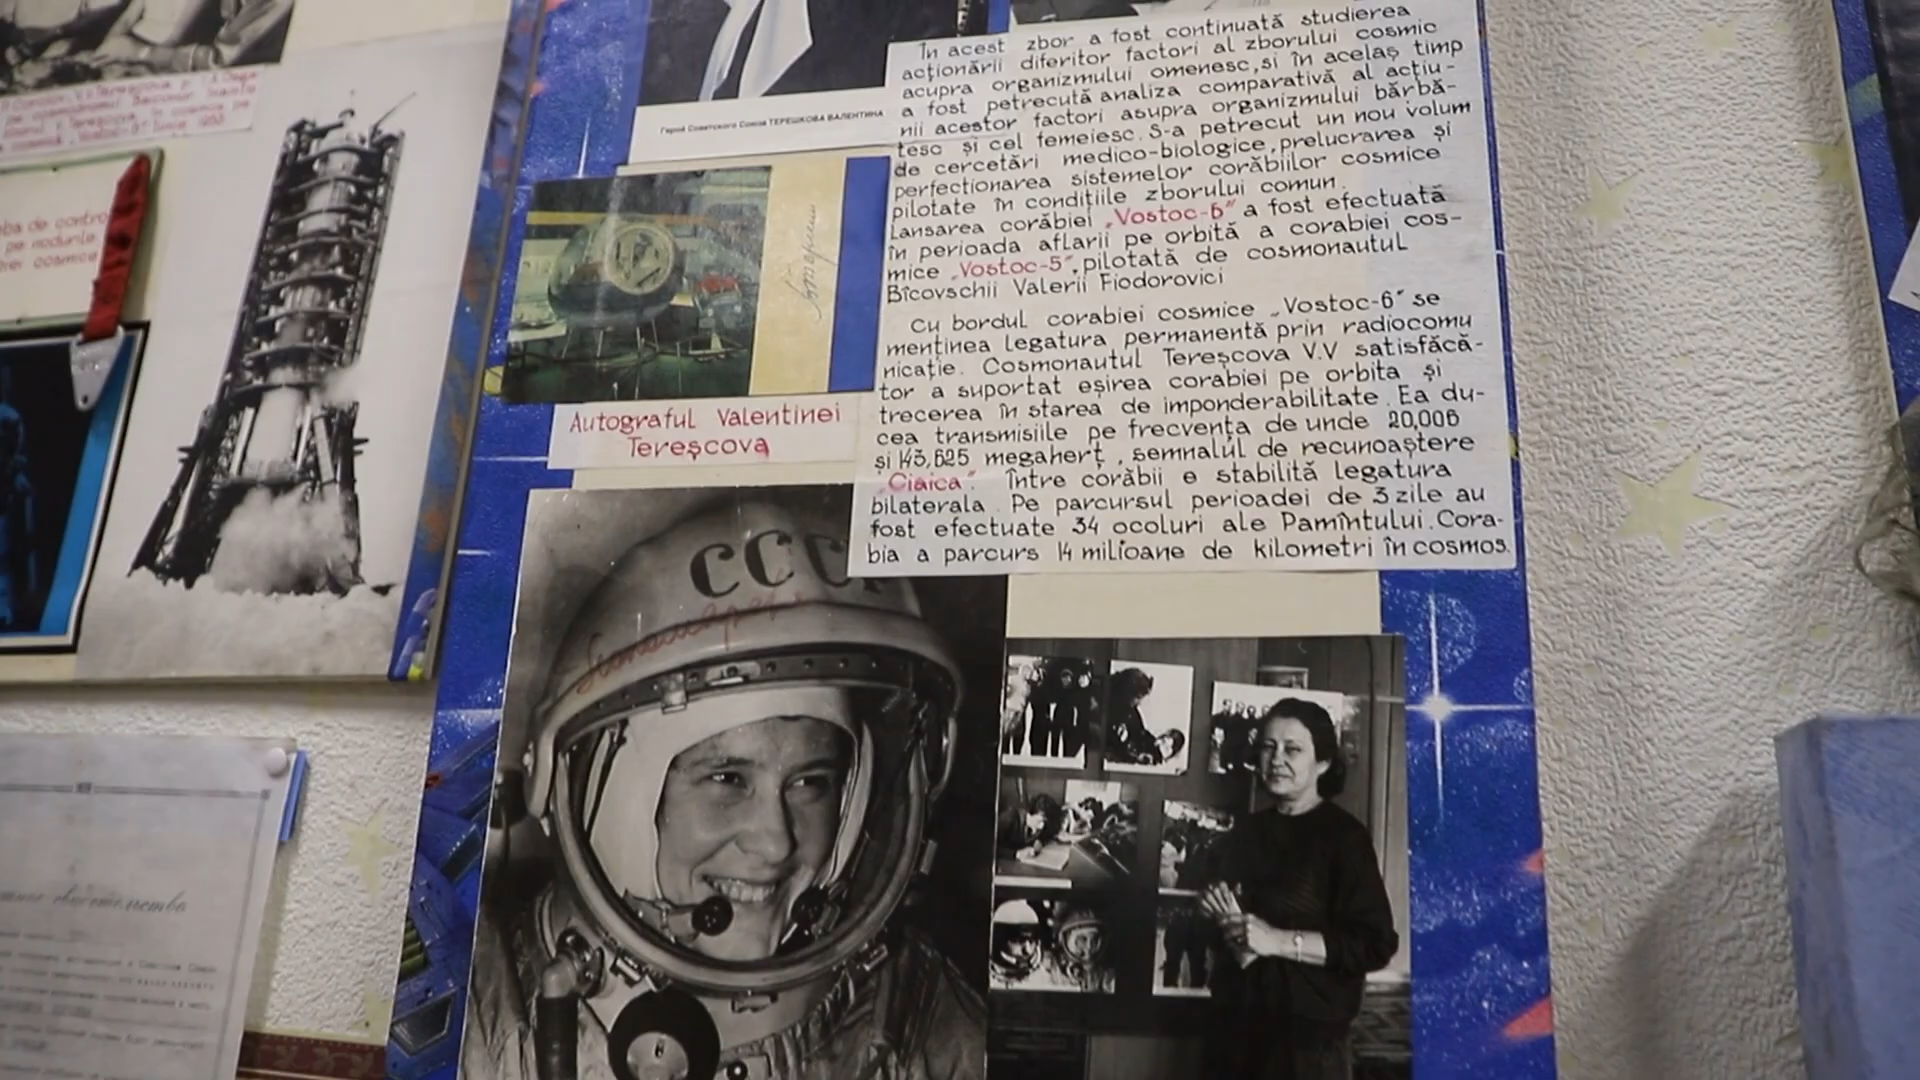 Герой Советского Союза ТЕРЕШКОВА ВАЛЕНТИНА
În acest zbor a fost continuată studierea
acționării diferitor factori al zborului cosmic
acupra organizmului omenesc, si în acelaș timp
a fost petrecută analiza comparativă al acțiu-
nii acestor factori asupra organizmului bărbă-
tesc și cel femeiesc. S-a petrecut un nou volum
de cercetări medico-biologice, prelucrarea și
perfecționarea sistemelor corăbiilor cosmice
pilotate în condițiile zborului comun.
Lansarea corăbiei „Vostoc-6" a fost efectuată
în perioada aflarii pe orbită a corabiei cos-
mice „Vostoc-5", pilotată de cosmonautul
Bîcovschii Valerii Fiodorovici
Cu bordul corabiei cosmice „Vostoc-6" se
menținea legatura permanentă prin radiocomu
nicație. Cosmonautul Tereșcova V.V satisfăcă-
tor a suportat eșirea corabiei pe orbita și
trecerea în starea de imponderabilitate. Ea du-
cea transmisiile pe frecvența de unde 20,006
și 143,625 megaherț, semnalul de recunoaștere
„Ciaica". Între corăbii e stabilită legatura
bilaterala. Pe parcursul perioadei de 3 zile au
fost efectuate 34 ocoluri ale Pamîntului. Cora-
bia a parcurs 14 milioane de kilometri în cosmos.
Autograful Valentinei
Tereșcova
pe nodurile
cosmice
СССР